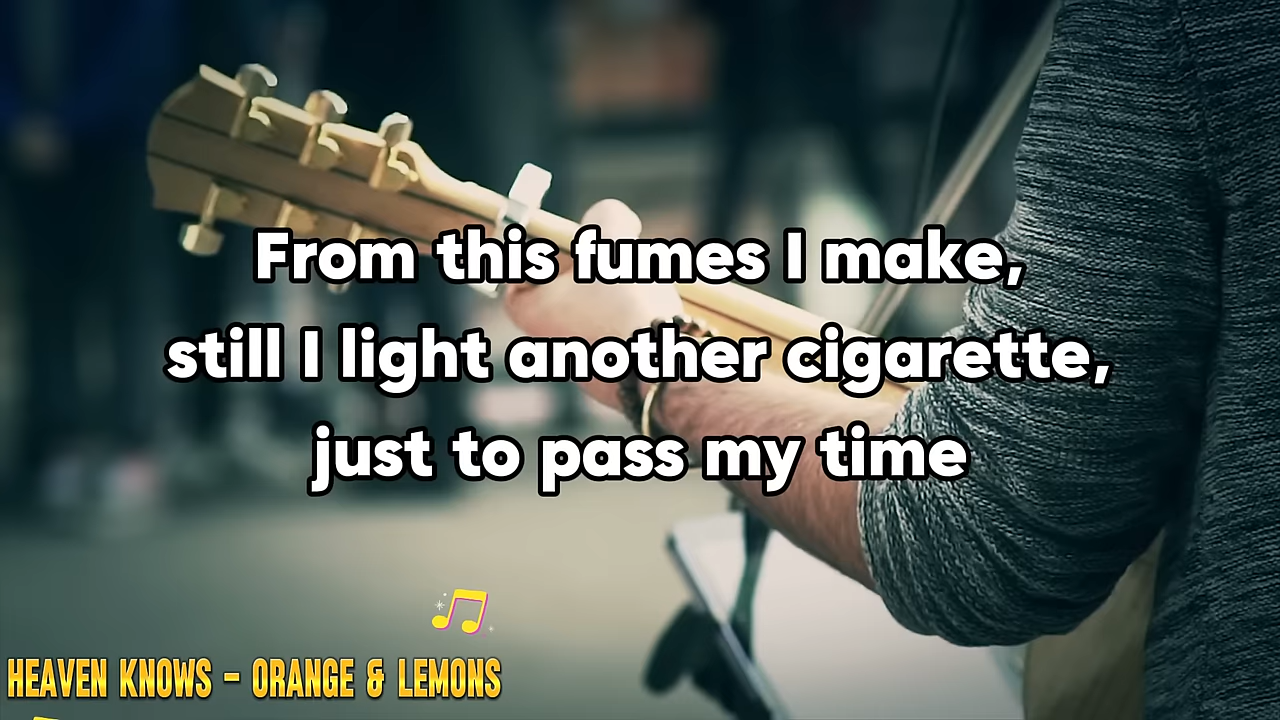 From this fumes I make,
still I light another cigarette,
just to pass my time
HEAVEN KNOWS - ORANGE & LEMONS